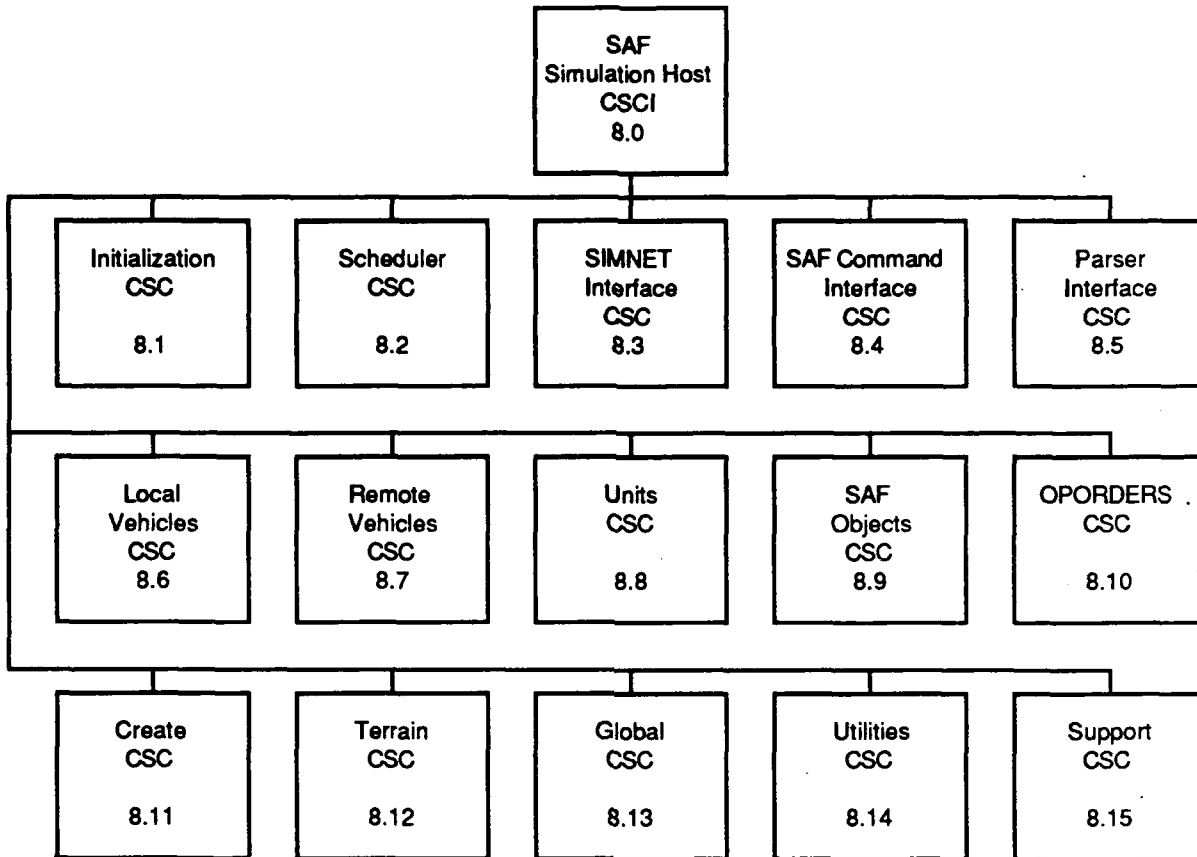 SAF
Simulation Host
CSCI
8.0
Initialization
CSC
8.1
Scheduler
CSC
8.2
SIMNET
Interface
CSC
8.3
SAF Command
Interface
CSC
8.4
Parser
Interface
CSC
8.5
Local
Vehicles
CSC
8.6
Remote
Vehicles
CSC
8.7
Units
CSC
8.8
SAF
Objects
CSC
8.9
OPORDERS
CSC
8.10
Create
CSC
8.11
Terrain
CSC
8.12
Global
CSC
8.13
Utilities
CSC
8.14
Support
CSC
8.15